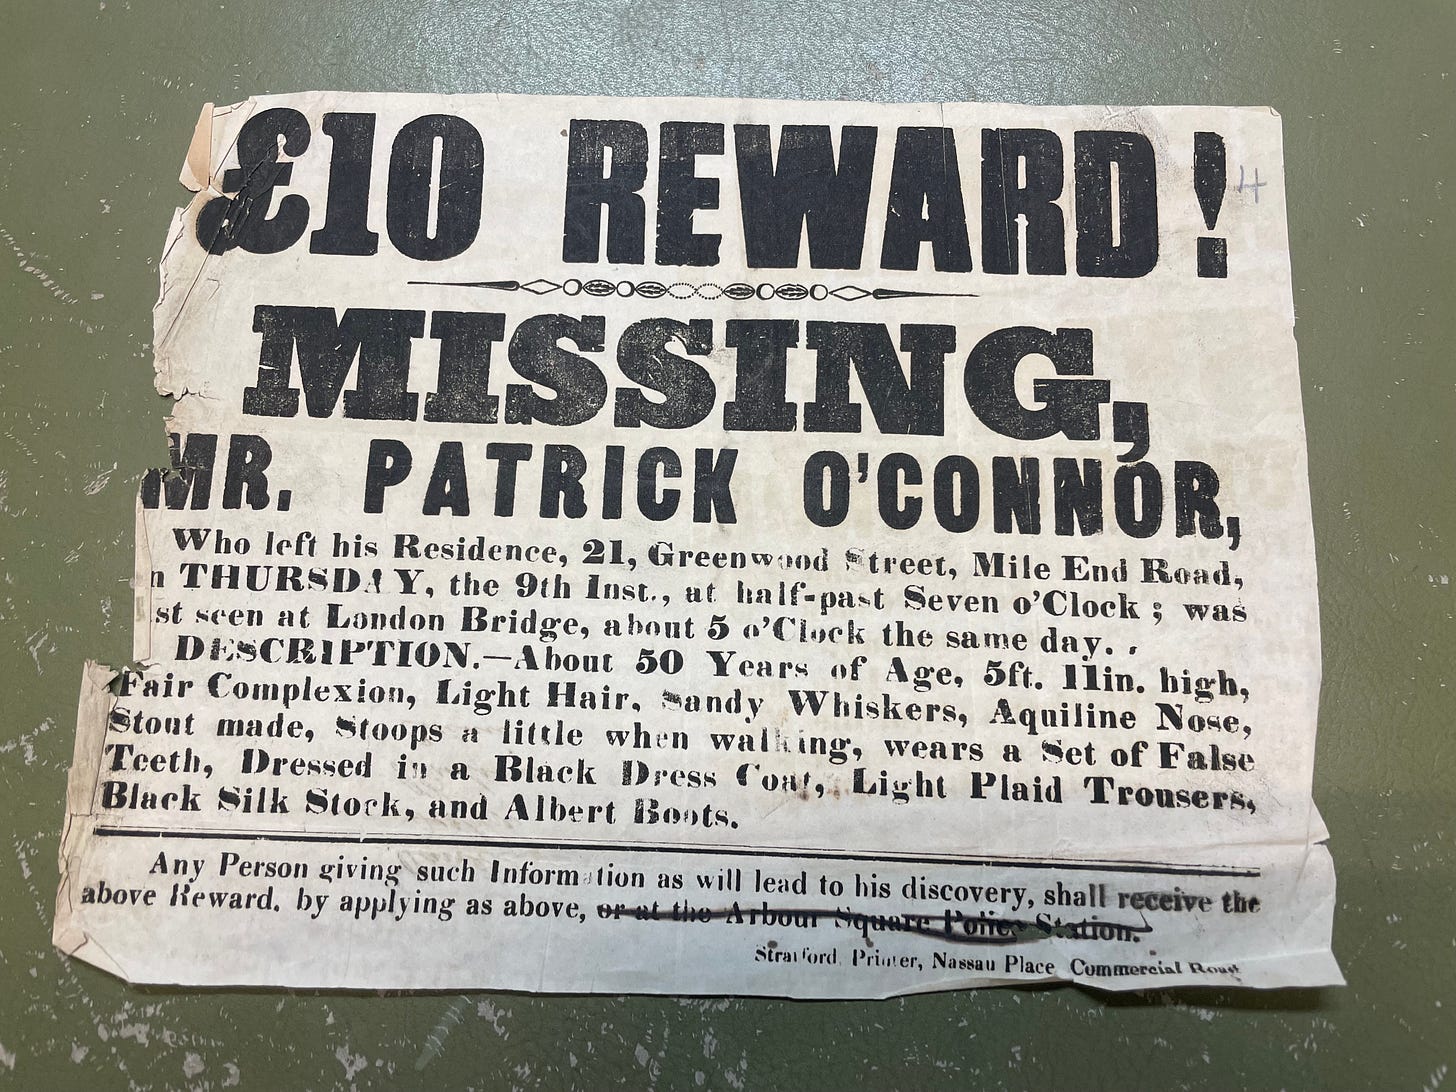 £10 REWARD!
4
MISSING,
MR. PATRICK O'CONNOR,
Who left his Residence, 21, Greenwood Street, Mile End Road,
n THURSDAY, the 9th Inst., at half-past Seven o'Clock; was
st seen at London Bridge, about 5 o'Clock the same day.
DESCRIPTION.—About 50 Years of Age, 5ft. 11in. high,
Fair Complexion, Light Hair, Sandy Whiskers, Aquiline Nose,
Stout made, Stoops a little when walking, wears a Set of False
Teeth, Dressed in a Black Dress Coat, Light Plaid Trousers,
Black Silk Stock, and Albert Boots.
Any Person giving such Information as will lead to his discovery, shall receive the
above Reward, by applying as above, or at the Arbour Square Police Station.
Stratford, Printer, Nassau Place, Commercial Road